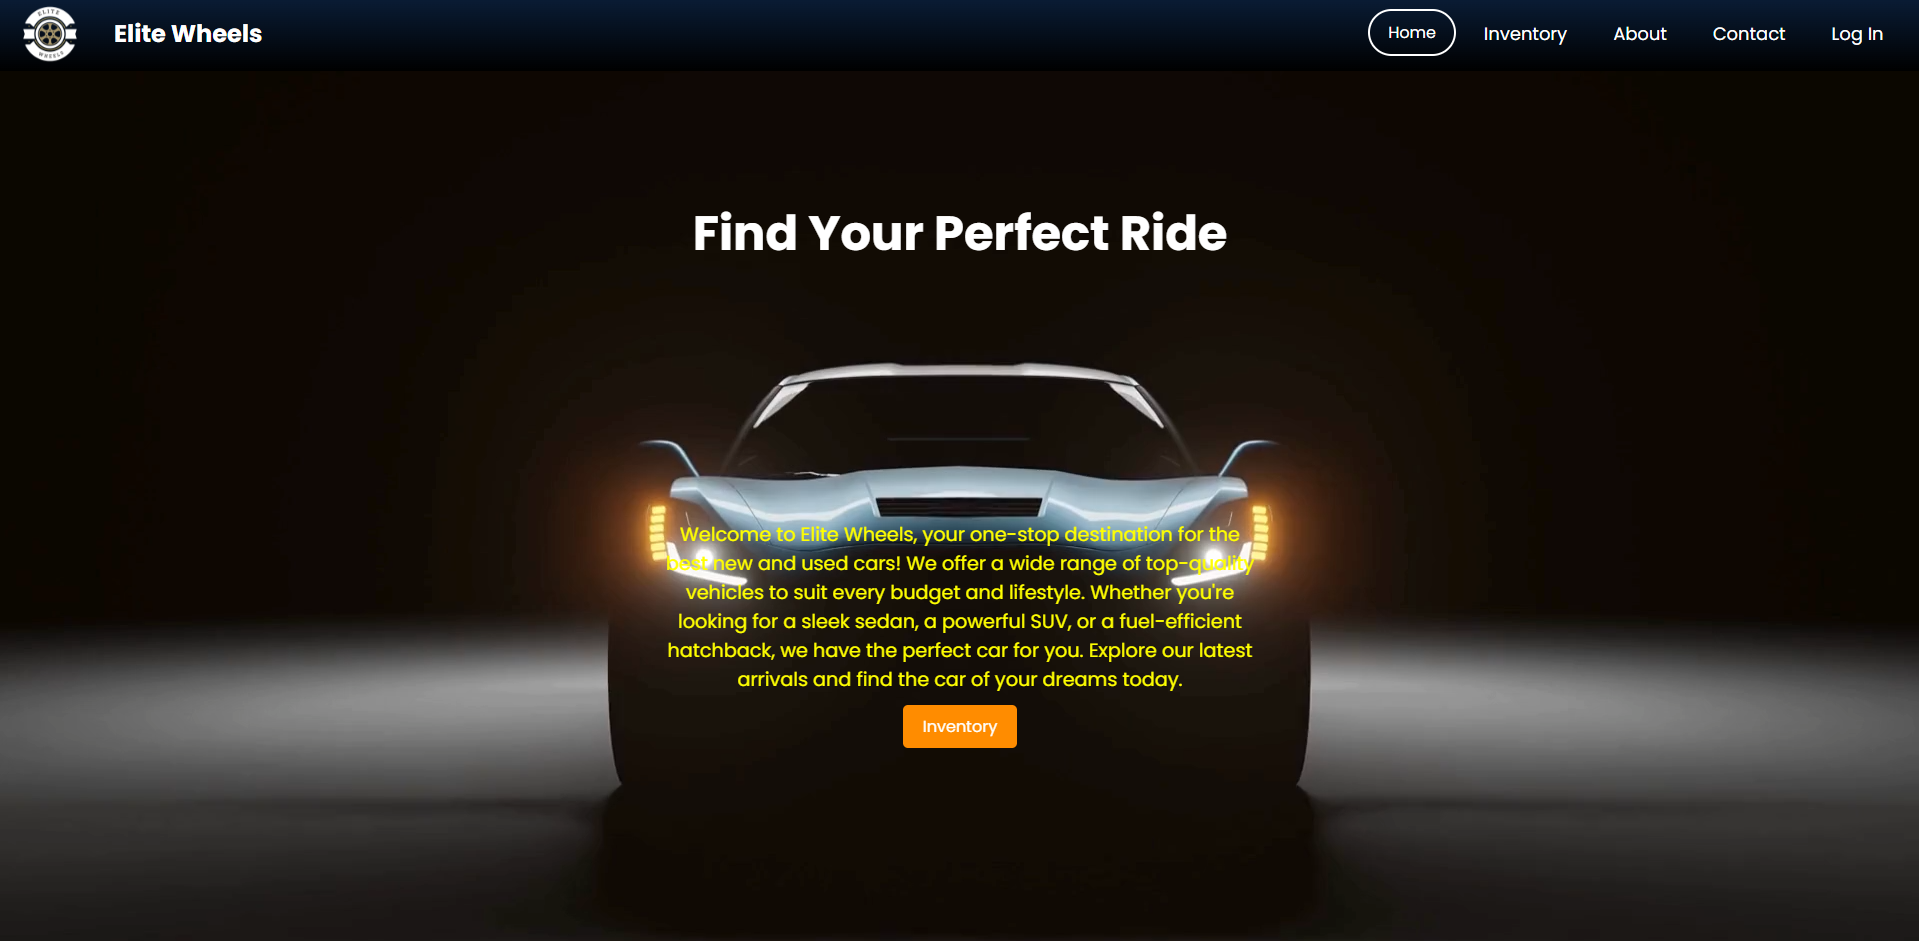 ELITE
WHEELS
Elite Wheels
Home
Inventory
About
Contact
Log In
Find Your Perfect Ride
Welcome to Elite Wheels, your one-stop destination for the
best new and used cars! We offer a wide range of top-quality
vehicles to suit every budget and lifestyle. Whether you're
looking for a sleek sedan, a powerful SUV, or a fuel-efficient
hatchback, we have the perfect car for you. Explore our latest
arrivals and find the car of your dreams today.
Inventory